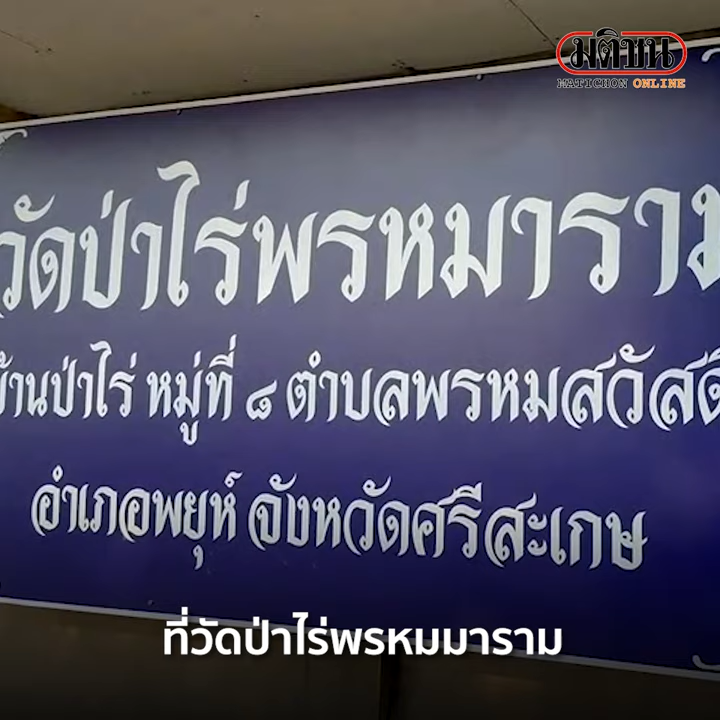 มติชน
MATICHON ONLINE
วัดป่าไร่พรหมาราม
บ้านป่าไร่ หมู่ที่ ๘ ตำบลพรหมสวัสดิ์
อำเภอพยุห์ จังหวัดศรีสะเกษ
ที่วัดป่าไร่พรหมมาราม